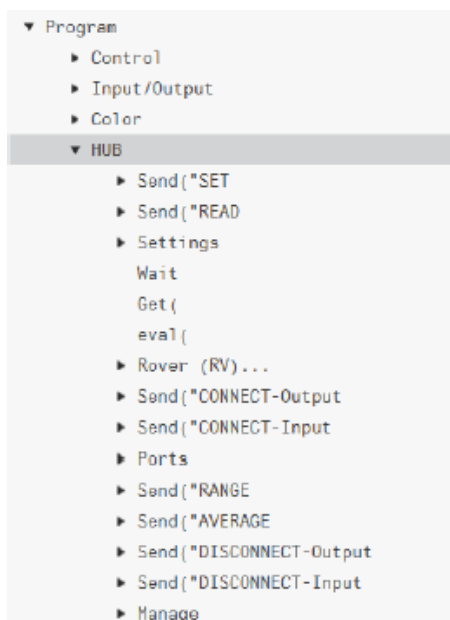 Program
Control
Input/Output
Color
HUB
Send("SET
Send("READ
Settings
Wait
Get(
eval(
Rover (RV)...
Send("CONNECT-Output
Send("CONNECT-Input
Ports
Send("RANGE
Send("AVERAGE
Send("DISCONNECT-Output
Send("DISCONNECT-Input
Manage